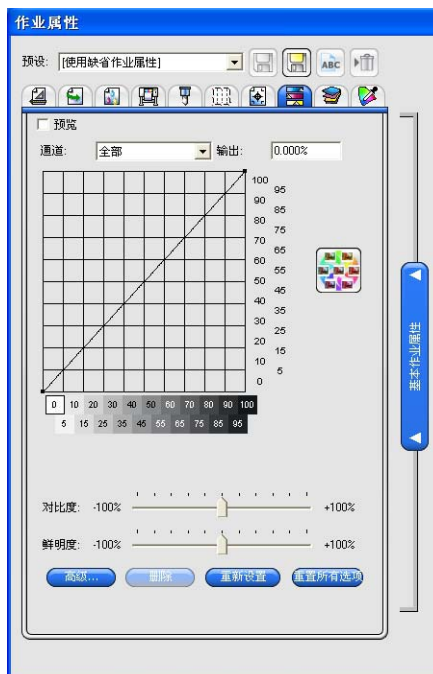 作业属性
预设: [使用缺省作业属性]
ABC
预览
通道: 全部 输出: 0.000%
100
95
90
85
80
75
70
65
60
55
50
45
40
35
30
25
20
15
10
5
0
0 10 20 30 40 50 60 70 80 90 100
5 15 25 35 45 55 65 75 85 95
对比度: -100% +100%
鲜明度: -100% +100%
高级... 删除 重新设置 重置所有选项
基本作业属性